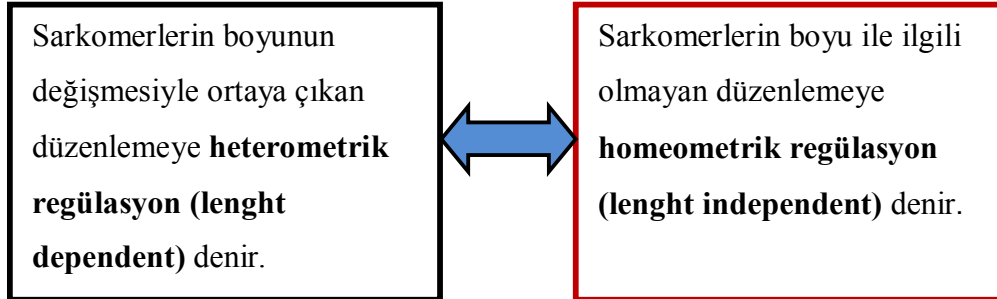 Sarkomerlerin boyunun
değişmesiyle ortaya çıkan
düzenlemeye heterometrik
regülasyon (lenght
dependent) denir.
Sarkomerlerin boyu ile ilgili
olmayan düzenlemeye
homeometrik regülasyon
(lenght independent) denir.